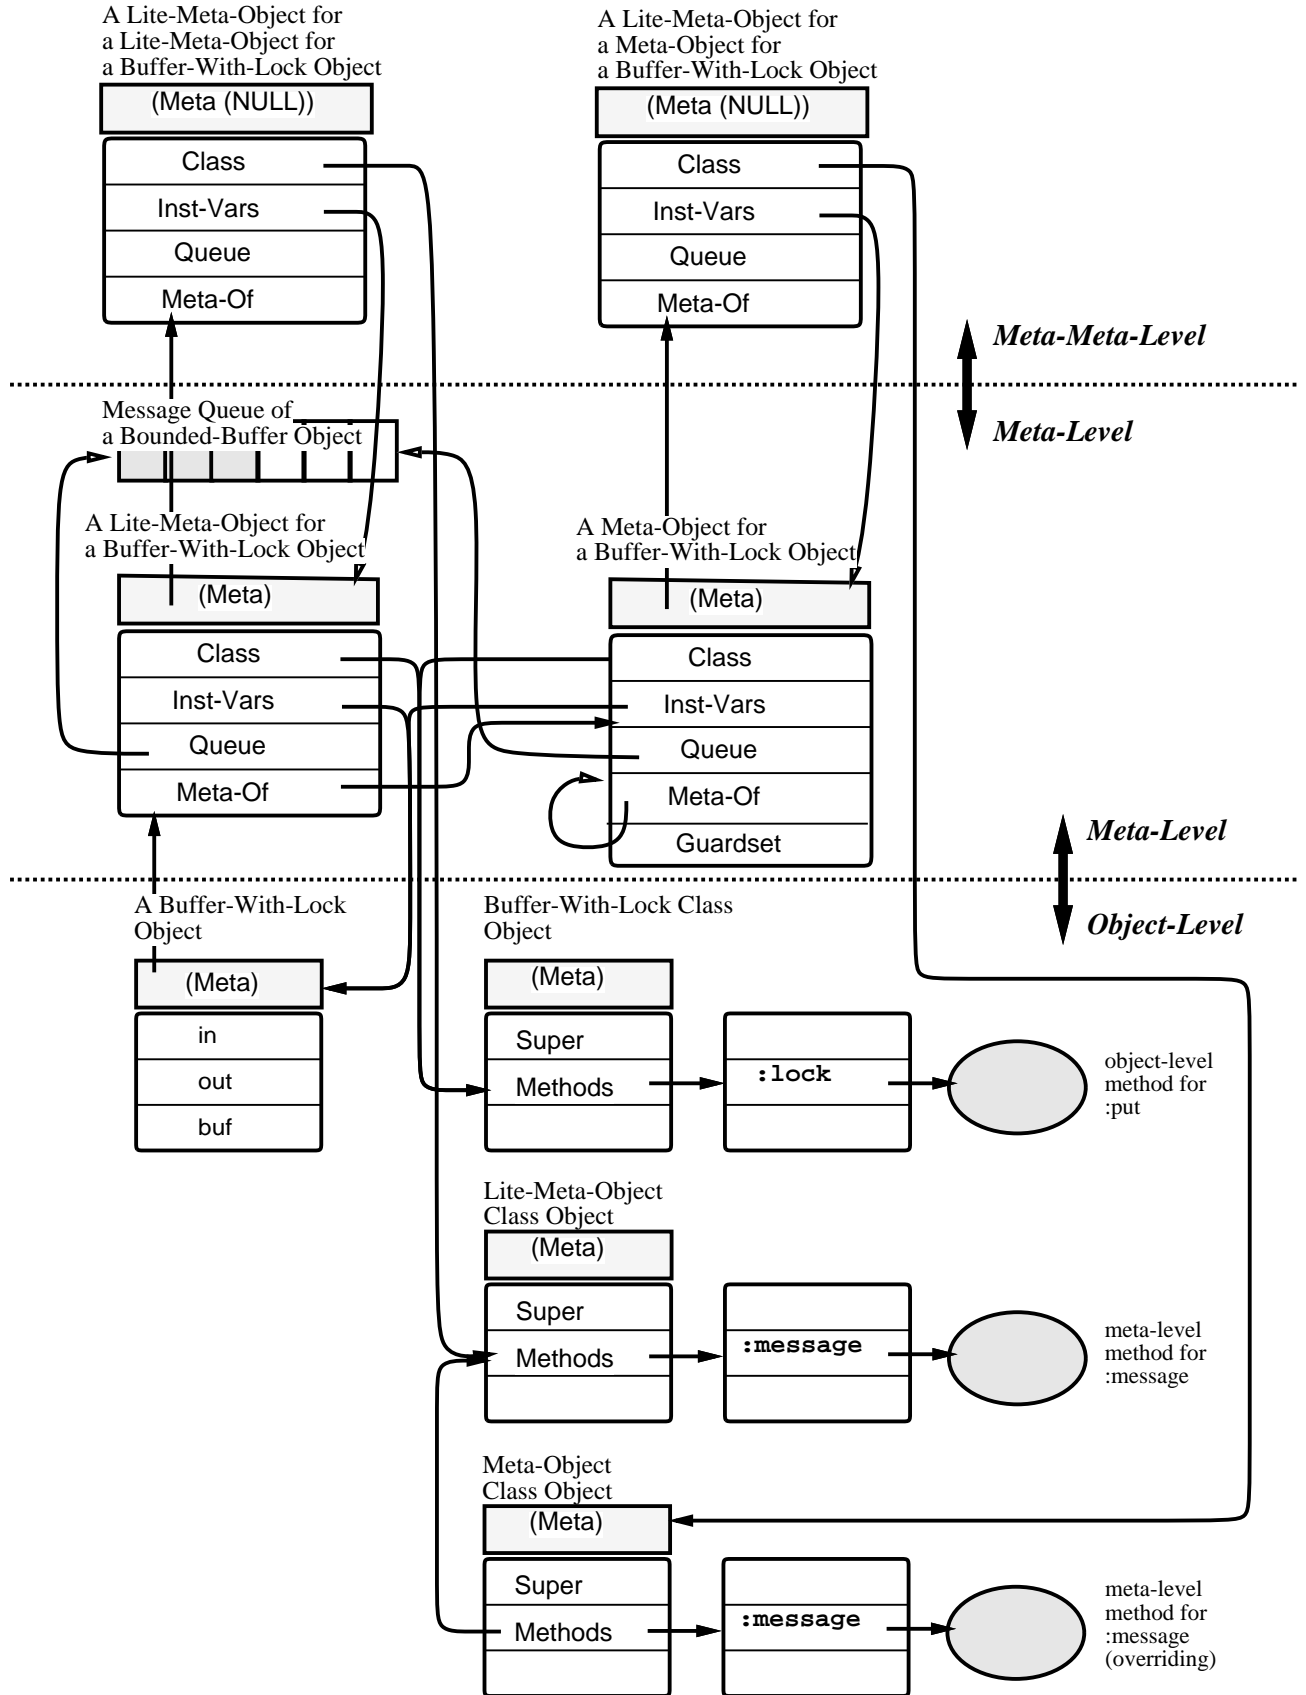 A Lite-Meta-Object for
a Lite-Meta-Object for
a Buffer-With-Lock Object
(Meta (NULL))
Class
Inst-Vars
Queue
Meta-Of
A Lite-Meta-Object for
a Meta-Object for
a Buffer-With-Lock Object
(Meta (NULL))
Class
Inst-Vars
Queue
Meta-Of
Meta-Meta-Level
Meta-Level
Message Queue of
a Bounded-Buffer Object
A Lite-Meta-Object for
a Buffer-With-Lock Object
(Meta)
Class
Inst-Vars
Queue
Meta-Of
A Meta-Object for
a Buffer-With-Lock Object
(Meta)
Class
Inst-Vars
Queue
Meta-Of
Guardset
Meta-Level
Object-Level
A Buffer-With-Lock
Object
(Meta)
in
out
buf
Buffer-With-Lock Class
Object
(Meta)
Super
Methods
:lock
object-level
method for
:put
Lite-Meta-Object
Class Object
(Meta)
Super
Methods
:message
meta-level
method for
:message
Meta-Object
Class Object
(Meta)
Super
Methods
:message
meta-level
method for
:message
(overriding)